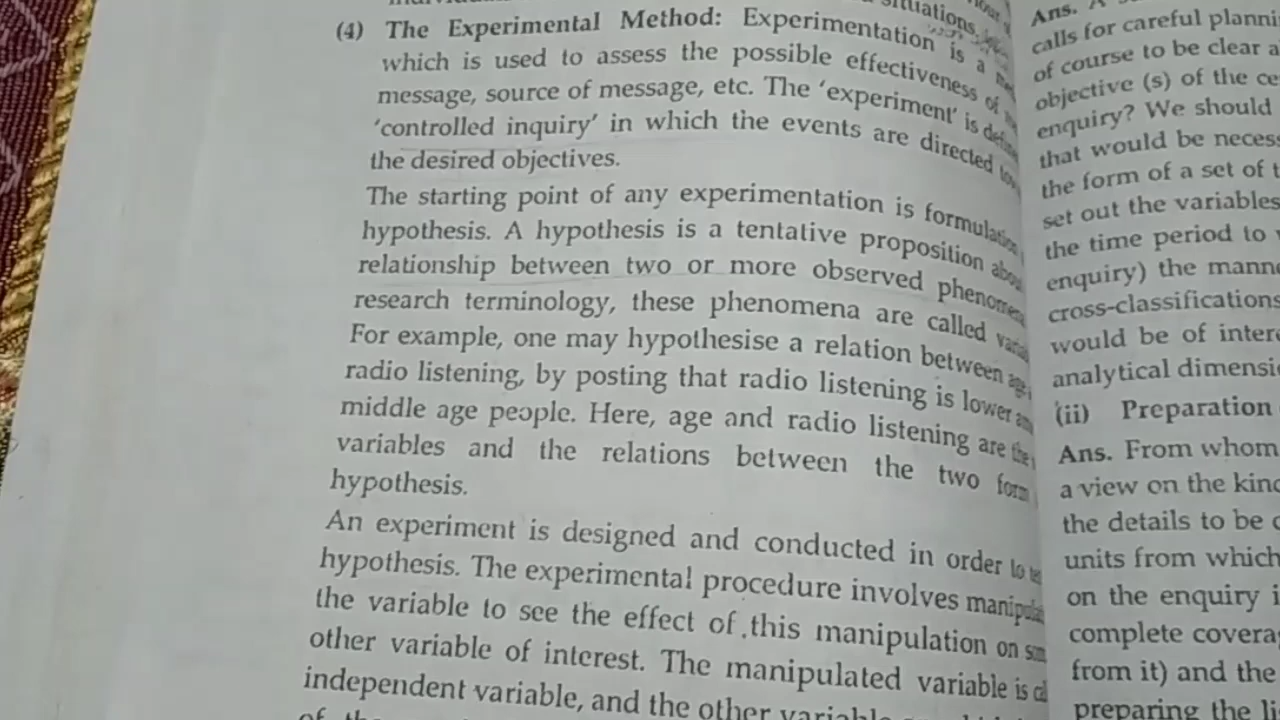 (4) The Experimental Method: Experimentation is a
which is used to assess the possible effectiveness of
message, source of message, etc. The 'experiment' is
'controlled inquiry' in which the events are directed
the desired objectives.
The starting point of any experimentation is
hypothesis. A hypothesis is a tentative proposition
relationship between two or more observed
research terminology, these phenomena are called
For example, one may hypothesise a relation between
radio listening, by posting that radio listening is lower
middle age people. Here, age and radio listening are the
variables and the relations between the two form
hypothesis.
An experiment is designed and conducted in order to
hypothesis. The experimental procedure involves
the variable to see the effect of this manipulation on
other variable of interest. The manipulated variable is
independent variable, and the other
situations,
Ans.
calls for careful
of course to be clear
objective (s) of the
enquiry? We should
that would be
the form of a set of
set out the variables
the time period to
enquiry) the
cross-classifications
would be of
analytical
(ii) Preparation
Ans. From whom
a view on the
the details to be
units from which
on the enquiry
complete
from it) and the
preparing the